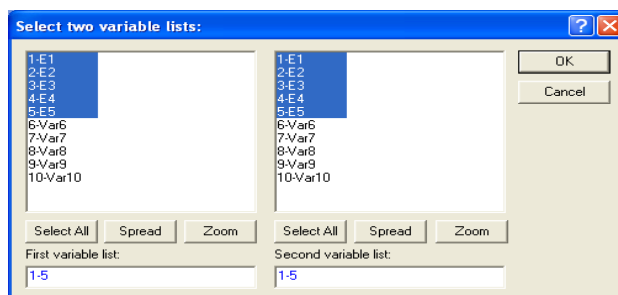 Select two variable lists:
1-E1
2-E2
3-E3
4-E4
5-E5
6-Var6
7-Var7
8-Var8
9-Var9
10-Var10
1-E1
2-E2
3-E3
4-E4
5-E5
6-Var6
7-Var7
8-Var8
9-Var9
10-Var10
OK
Cancel
Select All Spread Zoom
Select All Spread Zoom
First variable list:
1-5
Second variable list:
1-5